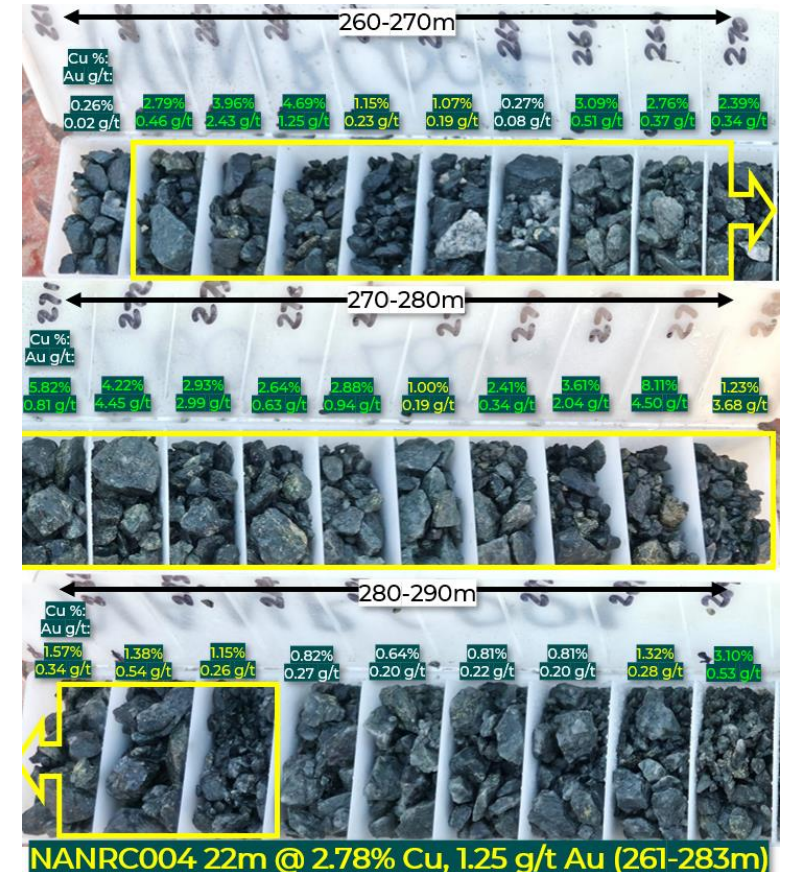 260-270m
261
268
269
270
Cu %:
Au g/t:
0.26% 2.79% 3.96% 4.69% 1.15% 1.07% 0.27% 3.09% 2.76% 2.39%
0.02 g/t 0.46 g/t 2.43 g/t 1.25 g/t 0.23 g/t 0.19 g/t 0.08 g/t 0.51 g/t 0.37 g/t 0.34 g/t
270-280m
271
Cu %:
Au g/t:
5.82% 4.22% 2.93% 2.64% 2.88% 1.00% 2.41% 3.61% 8.11% 1.23%
0.81 g/t 4.45 g/t 2.99 g/t 0.63 g/t 0.94 g/t 0.19 g/t 0.34 g/t 2.04 g/t 4.50 g/t 3.68 g/t
280-290m
Cu %:
Au g/t:
1.57% 1.38% 1.15% 0.82% 0.64% 0.81% 0.81% 1.32% 3.10%
0.34 g/t 0.54 g/t 0.26 g/t 0.27 g/t 0.20 g/t 0.22 g/t 0.20 g/t 0.28 g/t 0.53 g/t
NANRC004 22m @ 2.78% Cu, 1.25 g/t Au (261-283m)